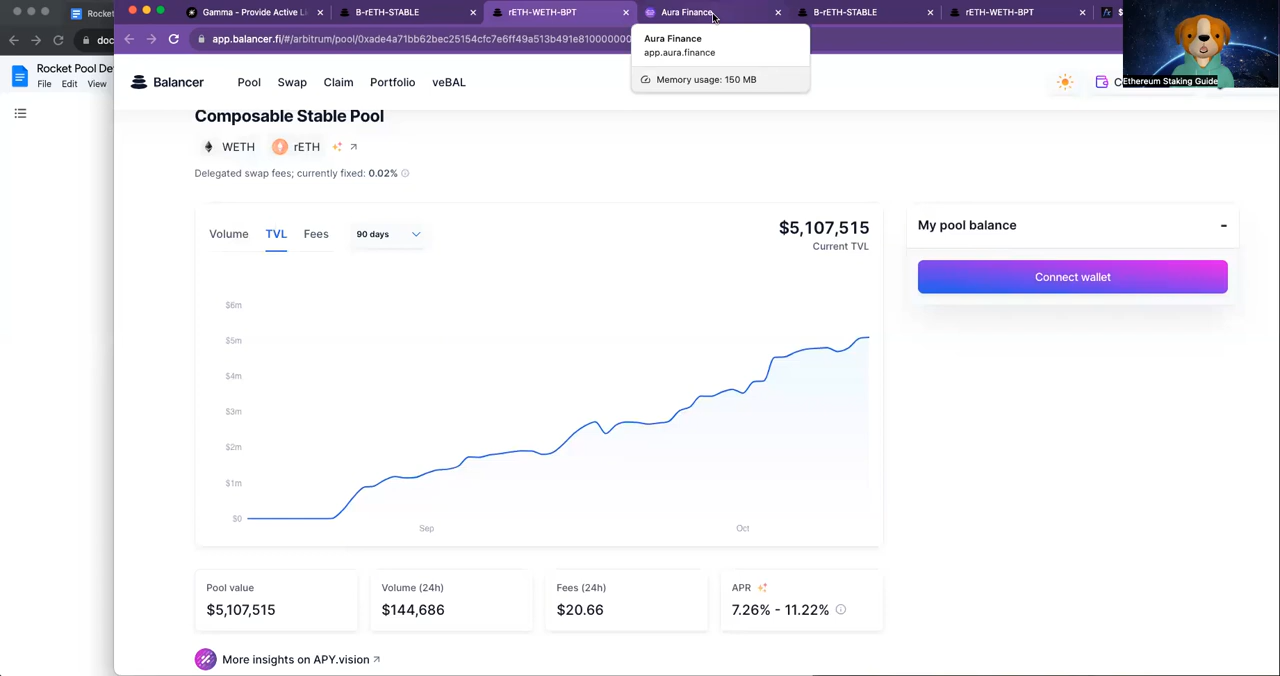 Gamma - Provide Active Li
B-rETH-STABLE
rETH-WETH-BPT
Aura Finance
B-rETH-STABLE
rETH-WETH-BPT
Rocket
app.balancer.fi/#/arbitrum/pool/0xade4a71bb62bec25154cfc7e6ff49a513b491e810000000
doc
Aura Finance
app.aura.finance
Memory usage: 150 MB
Ethereum Staking Guide
Rocket Pool De
File Edit View
Balancer
Pool Swap Claim Portfolio veBAL
Composable Stable Pool
WETH rETH
Delegated swap fees; currently fixed: 0.02%
Volume TVL Fees 90 days
$5,107,515
Current TVL
My pool balance
Connect wallet
$6m
$5m
$4m
$3m
$2m
$1m
$0
Sep Oct
Pool value
$5,107,515
Volume (24h)
$144,686
Fees (24h)
$20.66
APR
7.26% - 11.22%
More insights on APY.vision